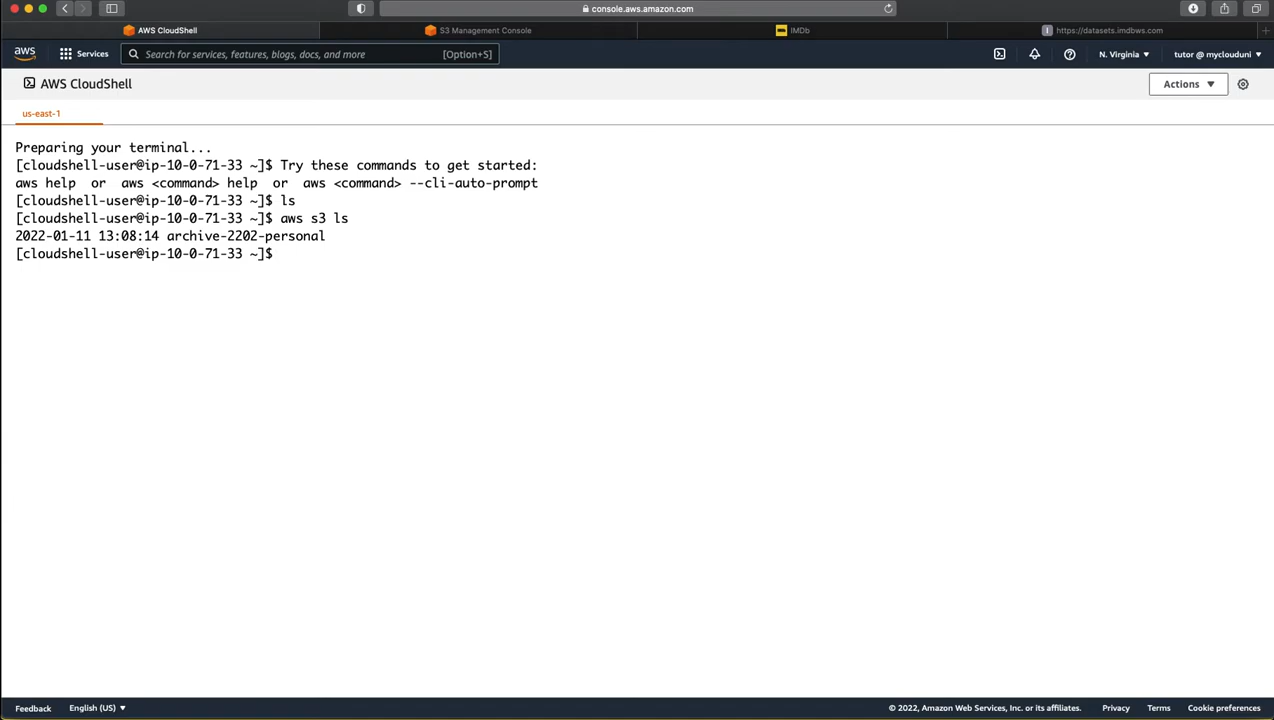 console.aws.amazon.com
AWS CloudShell
S3 Management Console
IMDb
https://datasets.imdbws.com
aws
Services
Search for services, features, blogs, docs, and more
[Option+S]
N. Virginia
tutor @ myclouduni
AWS CloudShell
Actions
us-east-1
Preparing your terminal...
[cloudshell-user@ip-10-0-71-33 ~]$ Try these commands to get started:
aws help  or  aws <command> help  or  aws <command> --cli-auto-prompt
[cloudshell-user@ip-10-0-71-33 ~]$ ls
[cloudshell-user@ip-10-0-71-33 ~]$ aws s3 ls
2022-01-11 13:08:14 archive-2202-personal
[cloudshell-user@ip-10-0-71-33 ~]$
Feedback
English (US)
© 2022, Amazon Web Services, Inc. or its affiliates.
Privacy
Terms
Cookie preferences